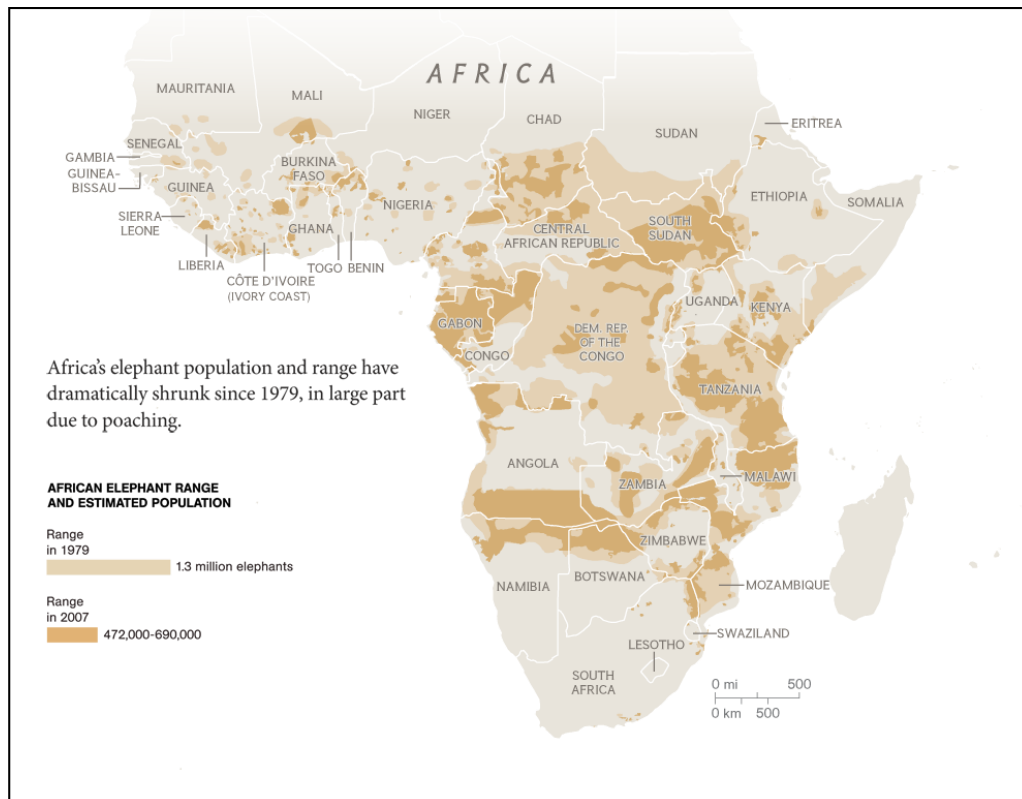 AFRICA
MAURITANIA
MALI
NIGER
CHAD
SUDAN
ERITREA
SENEGAL
GAMBIA
GUINEA-
BISSAU
GUINEA
BURKINA
FASO
NIGERIA
ETHIOPIA
SOMALIA
SIERRA
LEONE
GHANA
CENTRAL
AFRICAN REPUBLIC
SOUTH
SUDAN
LIBERIA
CÔTE D'IVOIRE
(IVORY COAST)
TOGO
BENIN
UGANDA
KENYA
GABON
CONGO
DEM. REP.
OF THE
CONGO
TANZANIA
Africa's elephant population and range have
dramatically shrunk since 1979, in large part
due to poaching.
ANGOLA
ZAMBIA
MALAWI
AFRICAN ELEPHANT RANGE
AND ESTIMATED POPULATION
Range
in 1979
1.3 million elephants
Range
in 2007
472,000-690,000
ZIMBABWE
NAMIBIA
BOTSWANA
MOZAMBIQUE
SWAZILAND
LESOTHO
SOUTH
AFRICA
0 mi 500
0 km 500